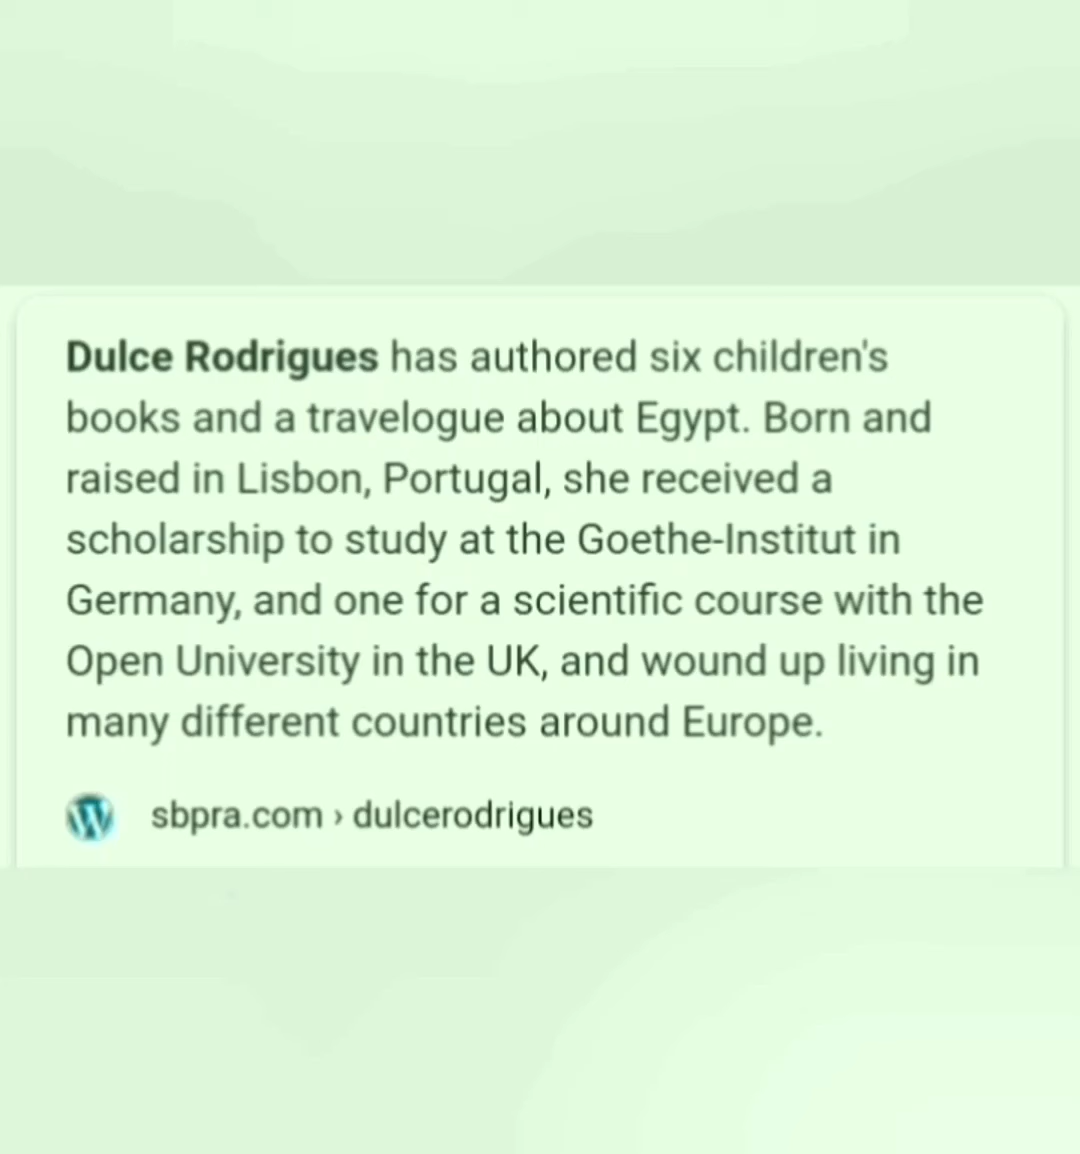 Dulce Rodrigues has authored six children's
books and a travelogue about Egypt. Born and
raised in Lisbon, Portugal, she received a
scholarship to study at the Goethe-Institut in
Germany, and one for a scientific course with the
Open University in the UK, and wound up living in
many different countries around Europe.
sbpra.com › dulcerodrigues